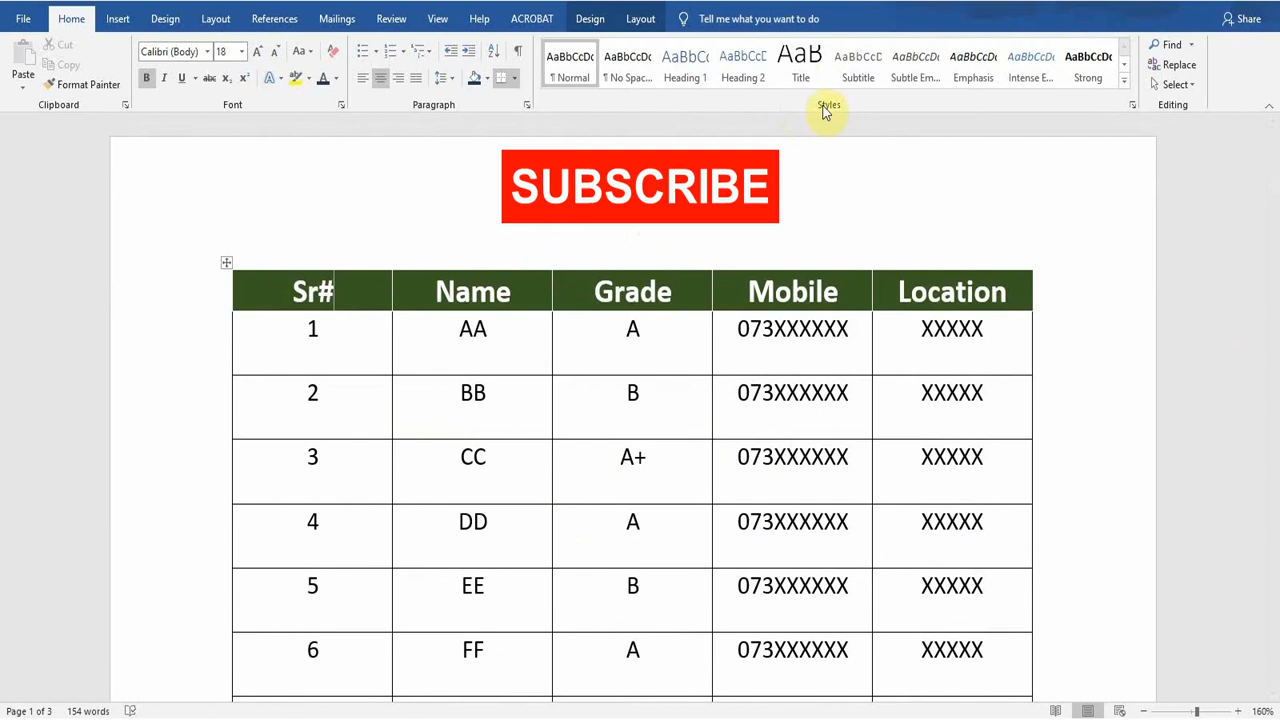 File Home Insert Design Layout References Mailings Review View Help ACROBAT Design Layout Tell me what you want to do Share
Paste
Cut
Copy
Format Painter
Clipboard
Calibri (Body) 18 A A Aa
B I U abc X₂ X² A A
Font
Paragraph
AaBbCcDc AaBbCcDc AaBbCc AaBbCcE AaB AaBbCcD AaBbCcDc AaBbCcDc AaBbCcDc AaBbCcDc
¶ Normal ¶ No Spac... Heading 1 Heading 2 Title Subtitle Subtle Em... Emphasis Intense E... Strong
Styles
Find
Replace
Select
Editing
SUBSCRIBE
Sr# Name Grade Mobile Location
1 AA A 073XXXXXX XXXXX
2 BB B 073XXXXXX XXXXX
3 CC A+ 073XXXXXX XXXXX
4 DD A 073XXXXXX XXXXX
5 EE B 073XXXXXX XXXXX
6 FF A 073XXXXXX XXXXX
Page 1 of 3 154 words 160%